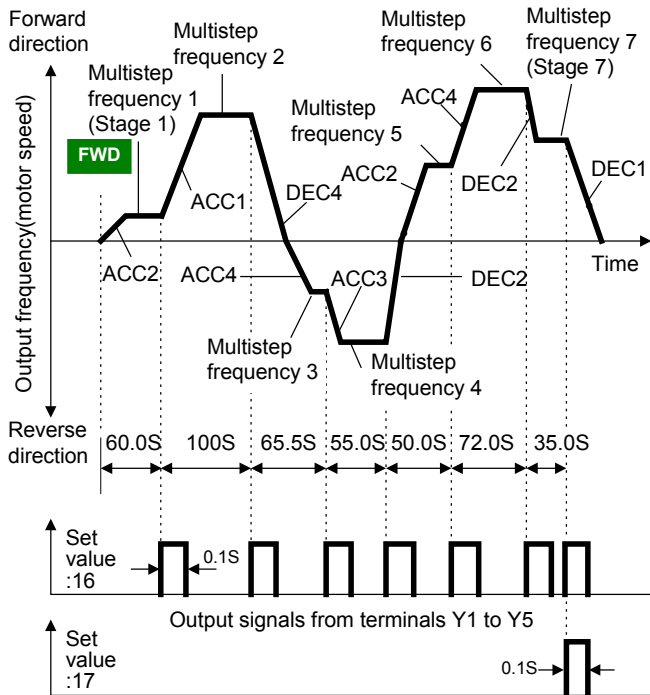 Forward
direction
Multistep
frequency 2
Multistep
frequency 6
Multistep
frequency 7
(Stage 7)
Multistep
frequency 1
(Stage 1)
ACC4
Multistep
frequency 5
FWD
ACC2
DEC2
DEC1
ACC1
DEC4
Output frequency(motor speed)
ACC2
ACC4
ACC3
DEC2
Time
Multistep
frequency 3
Multistep
frequency 4
Reverse
direction
60.0S
100S
65.5S
55.0S
50.0S
72.0S
35.0S
Set
value
:16
0.1S
Output signals from terminals Y1 to Y5
Set
value
:17
0.1S